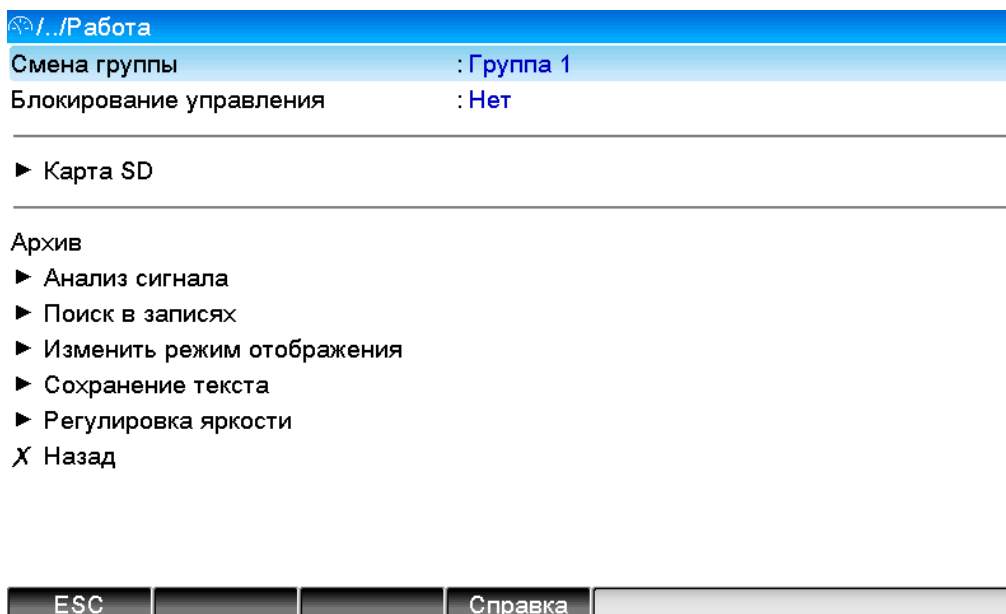 /../Работа
Смена группы : Группа 1
Блокирование управления : Нет
► Карта SD
Архив
► Анализ сигнала
► Поиск в записях
► Изменить режим отображения
► Сохранение текста
► Регулировка яркости
X Назад
ESC Справка